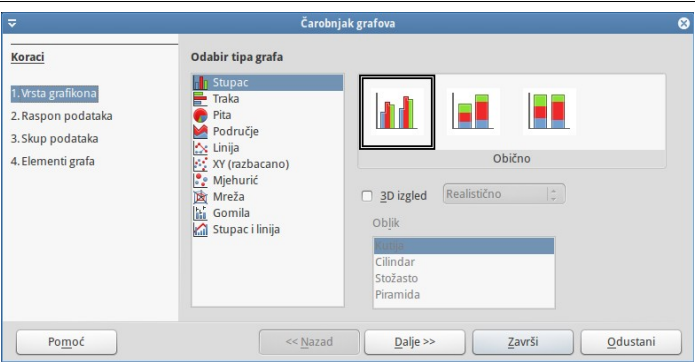 Čarobnjak grafova
Koraci
1. Vrsta grafikona
2. Raspon podataka
3. Skup podataka
4. Elementi grafa
Odabir tipa grafa
Stupac
Traka
Pita
Područje
Linija
XY (razbacano)
Mjehurić
Mreža
Gomila
Stupac i linija
Obično
3D izgled
Realistično
Oblik
Kutija
Cilindar
Stožasto
Piramida
Pomoć
<< Nazad
Dalje >>
Završi
Odustani